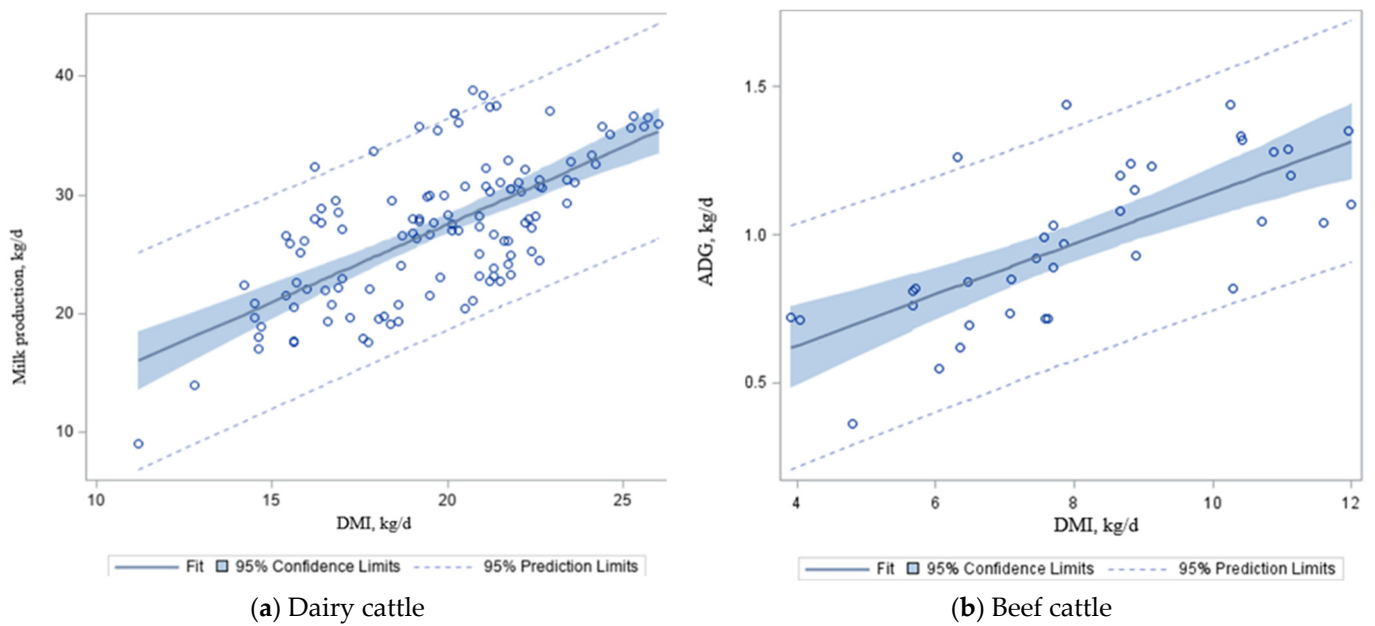 Milk production, kg/d
40
30
20
10
10 15 20 25
DMI, kg/d
Fit 95% Confidence Limits 95% Prediction Limits
(a) Dairy cattle
ADG, kg/d
1.5
1.0
0.5
4 6 8 10 12
DMI, kg/d
Fit 95% Confidence Limits 95% Prediction Limits
(b) Beef cattle